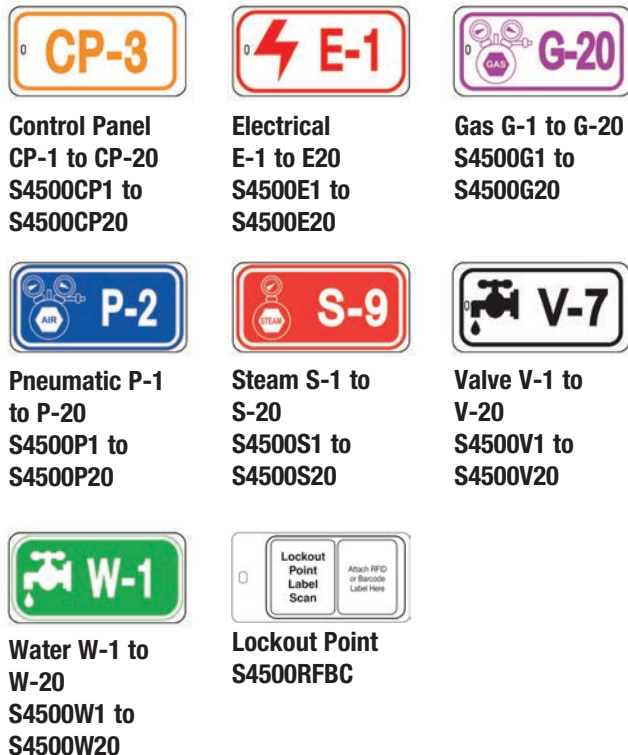 CP-3
Control Panel
CP-1 to CP-20
S4500CP1 to
S4500CP20
E-1
Electrical
E-1 to E20
S4500E1 to
S4500E20
GAS
G-20
Gas G-1 to G-20
S4500G1 to
S4500G20
AIR
P-2
Pneumatic P-1
to P-20
S4500P1 to
S4500P20
STEAM
S-9
Steam S-1 to
S-20
S4500S1 to
S4500S20
V-7
Valve V-1 to
V-20
S4500V1 to
S4500V20
W-1
Water W-1 to
W-20
S4500W1 to
S4500W20
Lockout
Point
Label
Scan
Attach RFID
or Barcode
Label Here
Lockout Point
S4500RFBC